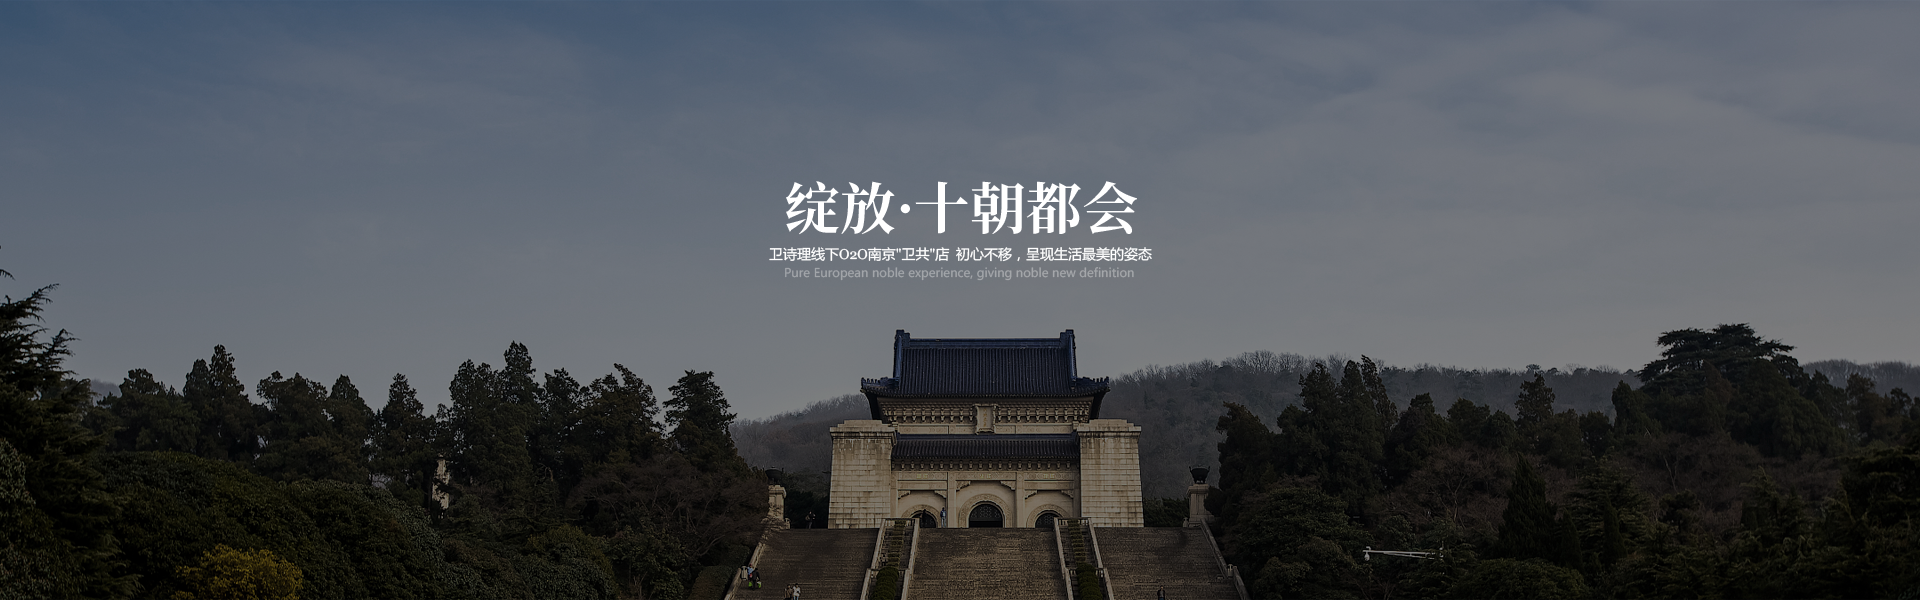 绽放·十朝都会
卫诗理线下O2O南京"卫共"店 初心不移，呈现生活最美的姿态
Pure European noble experience, giving noble new definition